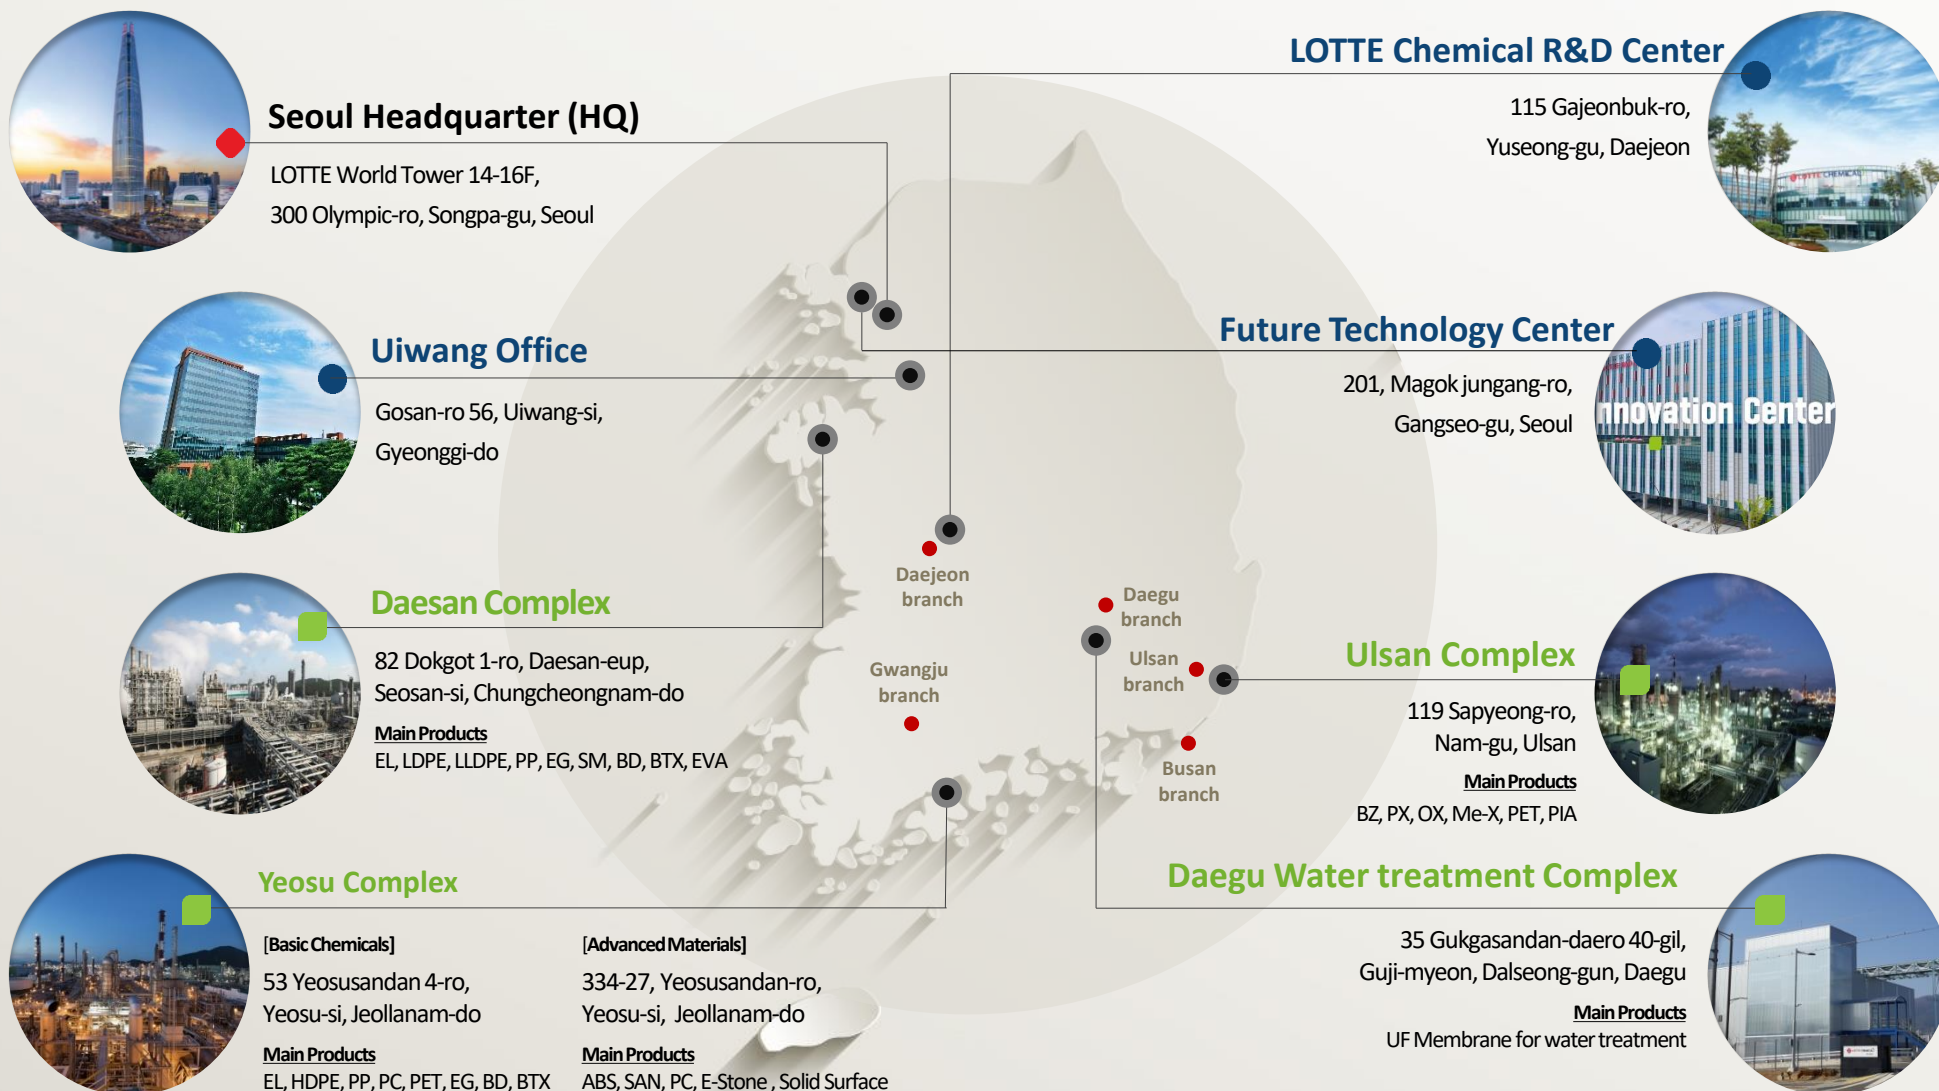 Seoul Headquarter (HQ)
LOTTE World Tower 14-16F,
300 Olympic-ro, Songpa-gu, Seoul
LOTTE Chemical R&D Center
115 Gajeonbuk-ro,
Yuseong-gu, Daejeon
LOTTE CHEMICAL
Uiwang Office
Gosan-ro 56, Uiwang-si,
Gyeonggi-do
Future Technology Center
201, Magok jungang-ro,
Gangseo-gu, Seoul
nnovation Center
Daesan Complex
82 Dokgot 1-ro, Daesan-eup,
Seosan-si, Chungcheongnam-do
Main Products
EL, LDPE, LLDPE, PP, EG, SM, BD, BTX, EVA
Daejeon
branch
Gwangju
branch
Daegu
branch
Ulsan
branch
Busan
branch
Ulsan Complex
119 Sapyeong-ro,
Nam-gu, Ulsan
Main Products
BZ, PX, OX, Me-X, PET, PIA
Yeosu Complex
[Basic Chemicals]
53 Yeosusandan 4-ro,
Yeosu-si, Jeollanam-do
Main Products
EL, HDPE, PP, PC, PET, EG, BD, BTX
[Advanced Materials]
334-27, Yeosusandan-ro,
Yeosu-si, Jeollanam-do
Main Products
ABS, SAN, PC, E-Stone , Solid Surface
Daegu Water treatment Complex
35 Gukgasandan-daero 40-gil,
Guji-myeon, Dalseong-gun, Daegu
Main Products
UF Membrane for water treatment